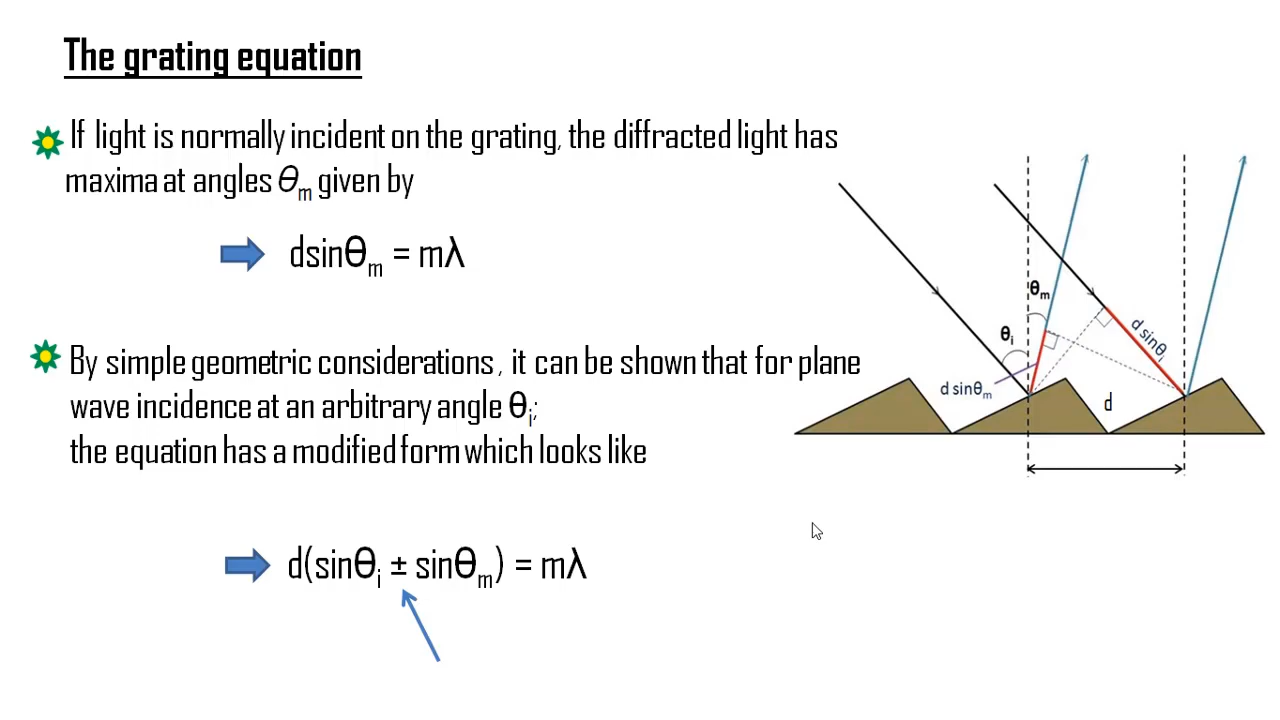 The grating equation
If light is normally incident on the grating, the diffracted light has
maxima at angles θm given by
dsinθm = mλ
By simple geometric considerations , it can be shown that for plane
wave incidence at an arbitrary angle θi;
the equation has a modified form which looks like
d(sinθi ± sinθm) = mλ
θm
θi
d sinθi
d sinθm
d